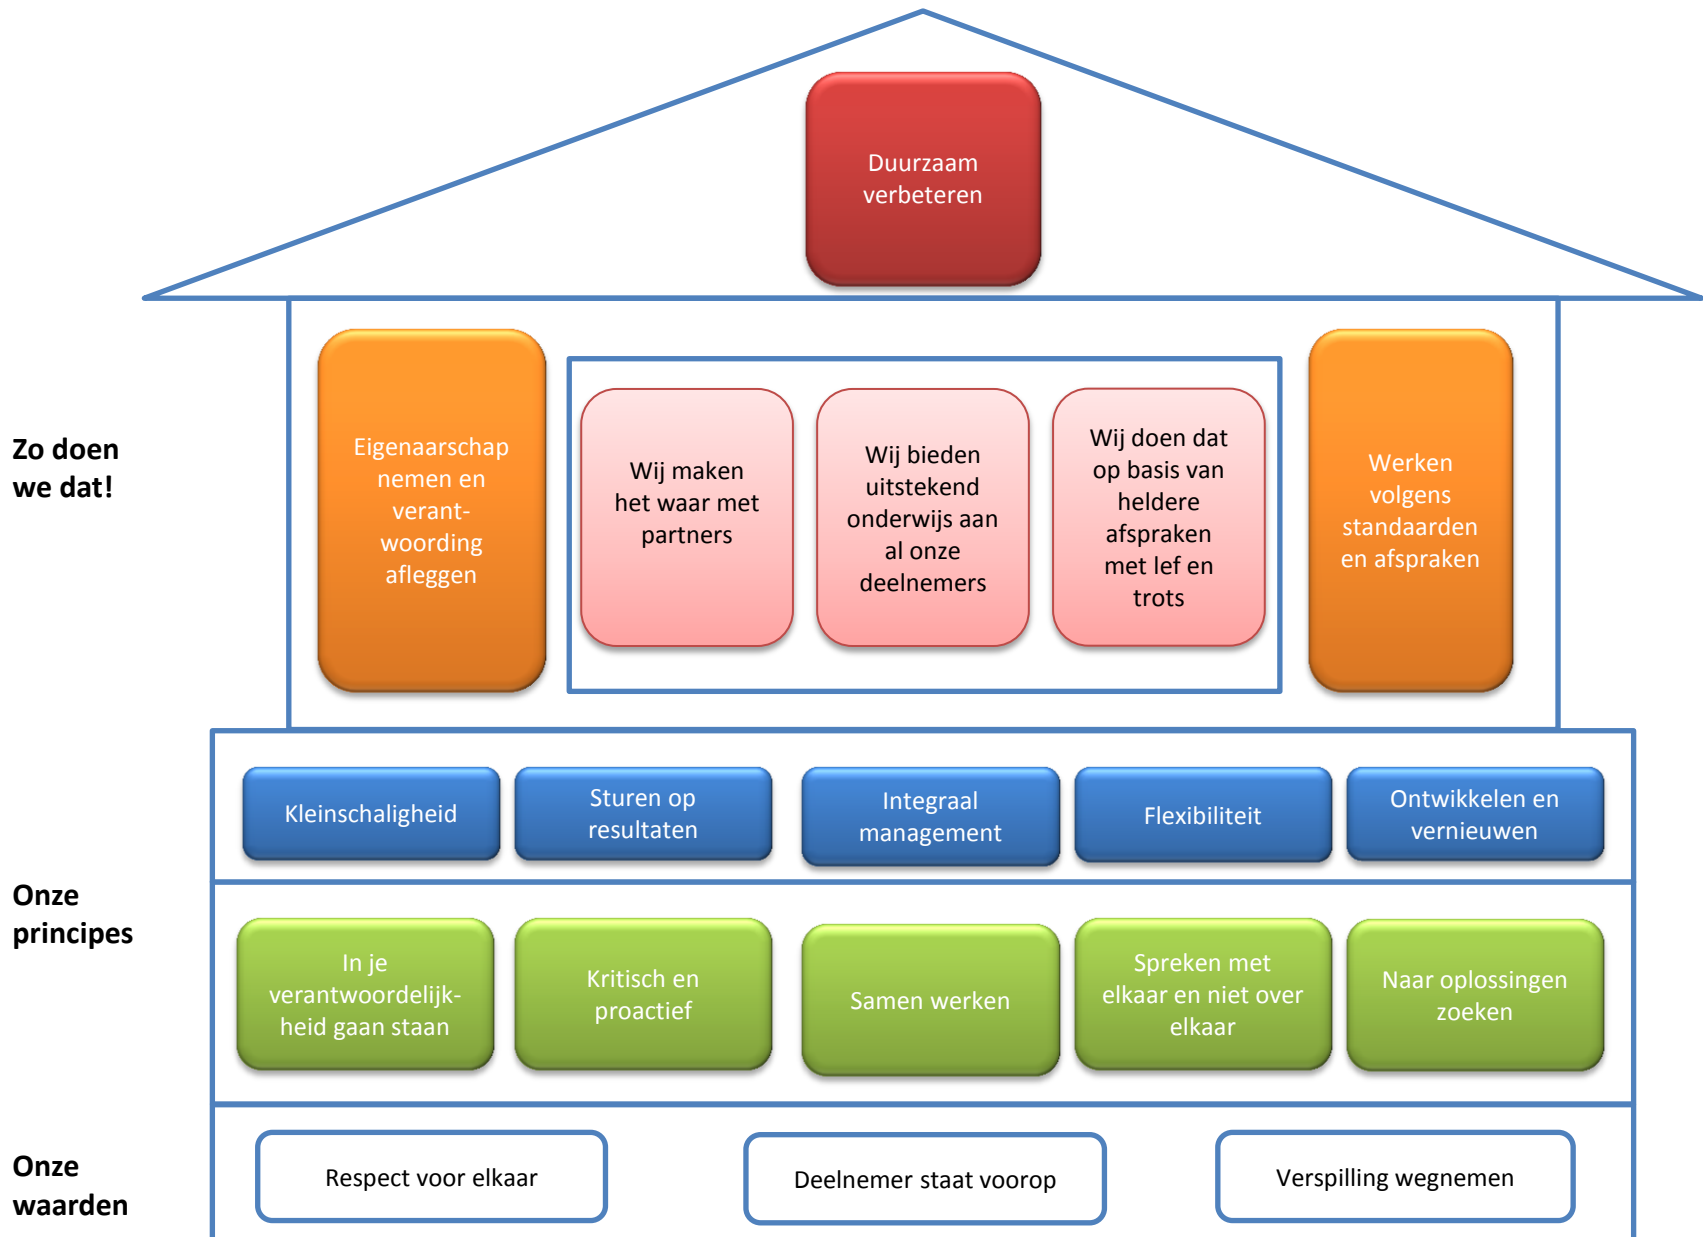 Duurzaam
verbeteren
Zo doen
we dat!
Eigenaarschap
nemen en
verant-
woording
afleggen
Wij maken
het waar met
partners
Wij bieden
uitstekend
onderwijs aan
al onze
deelnemers
Wij doen dat
op basis van
heldere
afspraken
met lef en
trots
Werken
volgens
standaarden
en afspraken
Kleinschaligheid
Sturen op
resultaten
Integraal
management
Flexibiliteit
Ontwikkelen en
vernieuwen
Onze
principes
In je
verantwoordelijk-
heid gaan staan
Kritisch en
proactief
Samen werken
Spreken met
elkaar en niet over
elkaar
Naar oplossingen
zoeken
Onze
waarden
Respect voor elkaar
Deelnemer staat voorop
Verspilling wegnemen